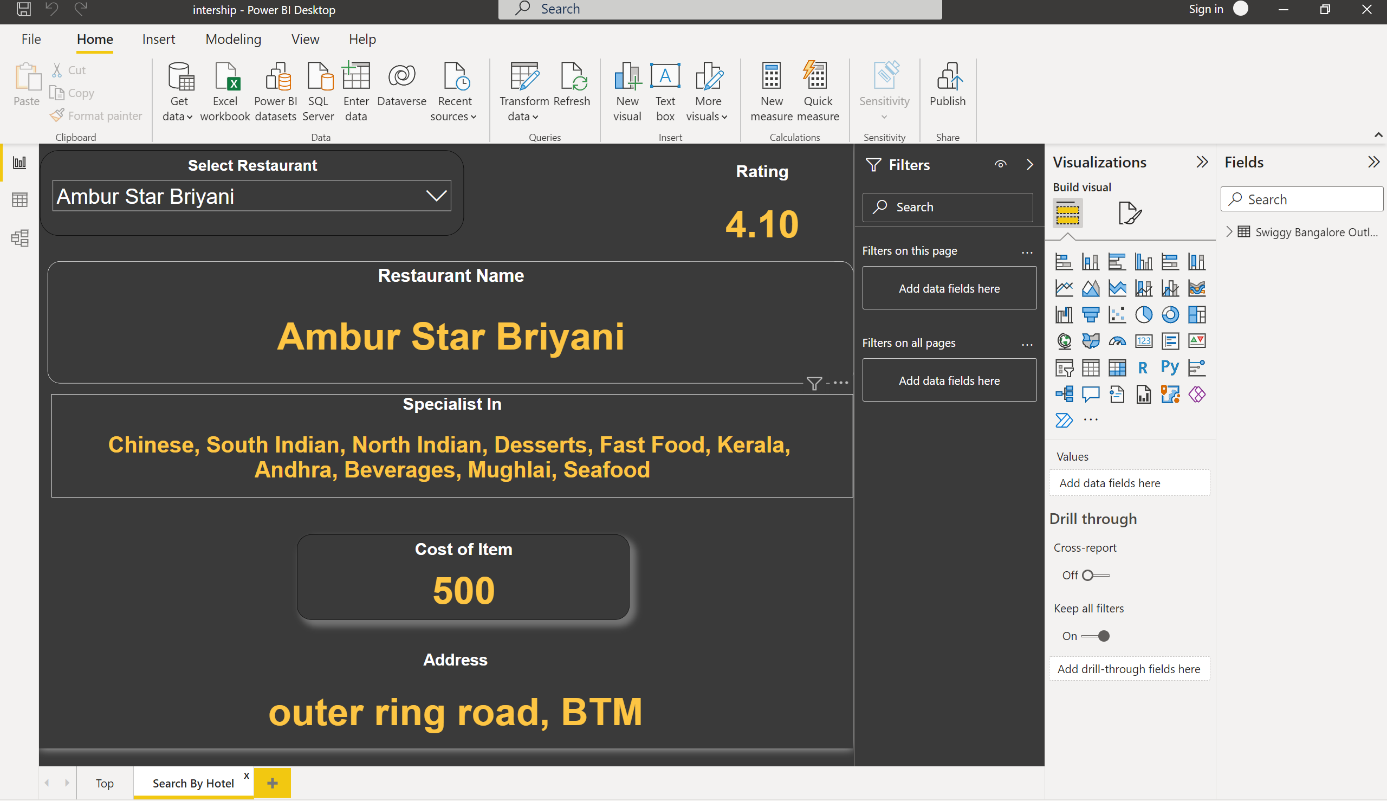 intership - Power BI Desktop
Search
Sign in
File Home Insert Modeling View Help
Paste
Cut
Copy
Format painter
Clipboard
Get data
Excel workbook
Power BI datasets
SQL Server
Enter data
Dataverse
Recent sources
Data
Transform data
Refresh
Queries
New visual
Text box
More visuals
Insert
New measure
Quick measure
Calculations
Sensitivity
Sensitivity
Publish
Share
Select Restaurant
Ambur Star Briyani
Rating
4.10
Restaurant Name
Ambur Star Briyani
Specialist In
Chinese, South Indian, North Indian, Desserts, Fast Food, Kerala,
Andhra, Beverages, Mughlai, Seafood
Cost of Item
500
Address
outer ring road, BTM
Filters
Search
Filters on this page
...
Add data fields here
Filters on all pages
...
Add data fields here
Visualizations
Build visual
123
R Py
...
Values
Add data fields here
Drill through
Cross-report
Off
Keep all filters
On
Add drill-through fields here
Fields
Search
Swiggy Bangalore Outl...
Top
Search By Hotel
x
+